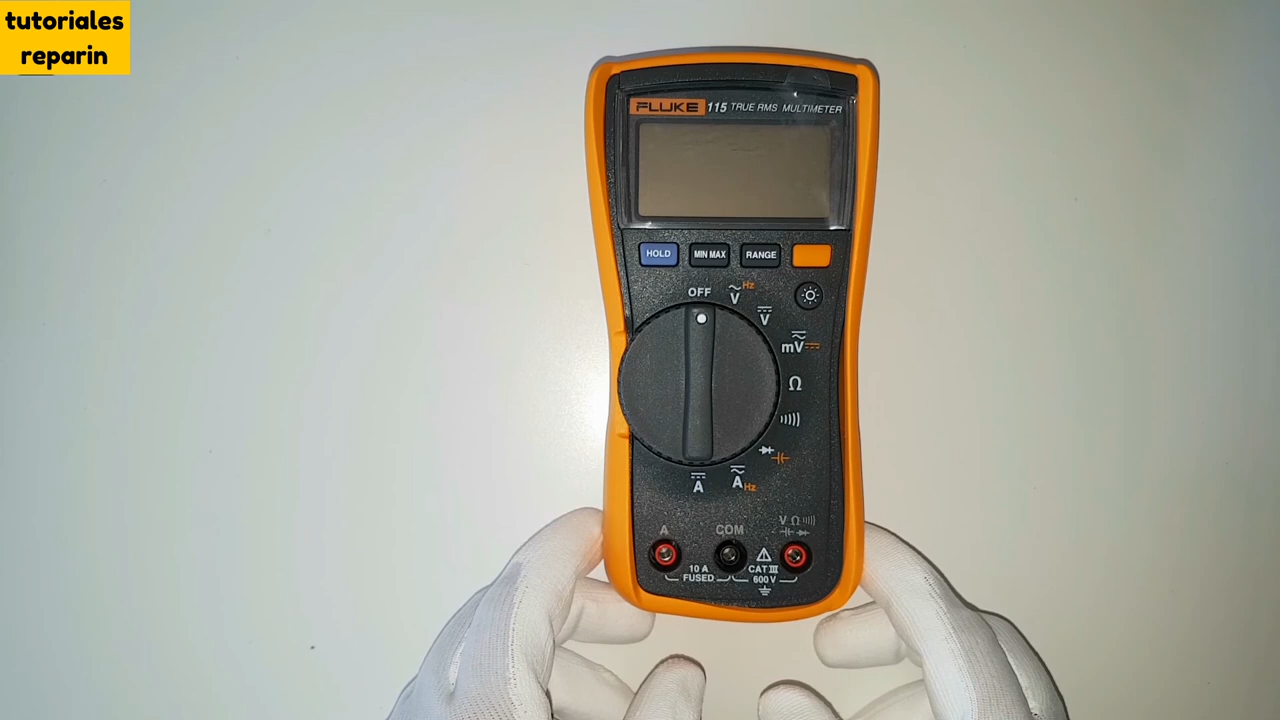 tutoriales
reparin
FLUKE 115 TRUE RMS MULTIMETER
HOLD MIN MAX RANGE
OFF V Hz
V
mV
Ω
A
A Hz
A COM V Ω
10 A
FUSED
CAT III
600 V